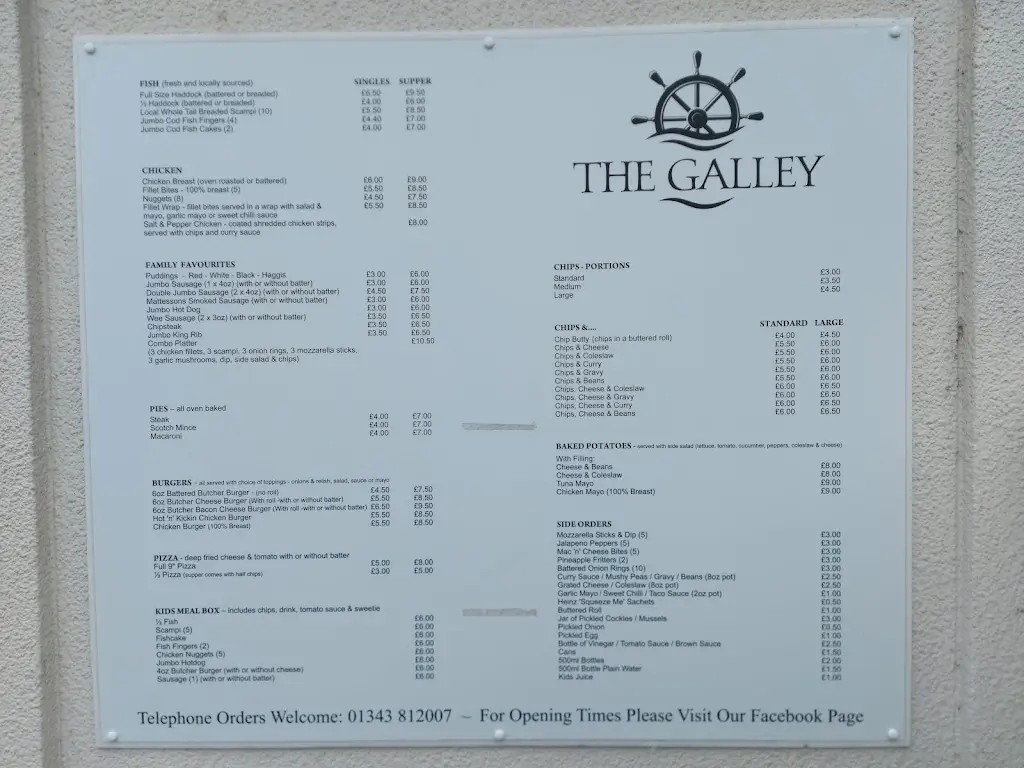 THE GALLEY
FISH (fresh and locally sourced) SINGLES SUPPER
Full Size Haddock (battered or breaded) £6.50 £9.50
½ Haddock (battered or breaded) £4.00 £6.00
Local Whole Tail Breaded Scampi (10) £5.50 £8.50
Jumbo Cod Fish Fingers (4) £4.40 £7.00
Jumbo Cod Fish Cakes (2) £4.00 £7.00
CHICKEN
Chicken Breast (oven roasted or battered) £6.00 £9.00
Fillet Bites - 100% breast (5) £5.50 £8.50
Nuggets (8) £4.50 £7.50
Fillet Wrap - fillet bites served in a wrap with salad & £5.50 £8.50
mayo, garlic mayo or sweet chilli sauce
Salt & Pepper Chicken - coated shredded chicken strips, £8.00
served with chips and curry sauce
FAMILY FAVOURITES
Puddings - Red - White - Black - Haggis £3.00 £6.00
Jumbo Sausage (1 x 4oz) (with or without batter) £3.00 £6.00
Double Jumbo Sausage (2 x 4oz) (with or without batter) £4.50 £7.50
Mattessons Smoked Sausage (with or without batter) £3.00 £6.00
Jumbo Hot Dog £3.00 £6.00
Wee Sausage (2 x 3oz) (with or without batter) £3.50 £6.50
Chipsteak £3.50 £6.50
Jumbo King Rib £3.50 £6.50
Combo Platter £10.50
(3 chicken fillets, 3 scampi, 3 onion rings, 3 mozzarella sticks,
3 garlic mushrooms, dip, side salad & chips)
PIES – all oven baked
Steak £4.00 £7.00
Scotch Mince £4.00 £7.00
Macaroni £4.00 £7.00
BURGERS - all served with choice of toppings - onions & relish, salad, sauce or mayo
6oz Battered Butcher Burger - (no roll) £4.50 £7.50
6oz Butcher Cheese Burger (With roll -with or without batter) £5.50 £8.50
6oz Butcher Bacon Cheese Burger (With roll -with or without batter) £6.50 £9.50
Hot 'n' Kickin Chicken Burger £5.50 £8.50
Chicken Burger (100% Breast) £5.50 £8.50
PIZZA - deep fried cheese & tomato with or without batter
Full 9" Pizza £5.00 £8.00
½ Pizza (supper comes with half chips) £3.00 £5.00
KIDS MEAL BOX – includes chips, drink, tomato sauce & sweetie
½ Fish £6.00
Scampi (5) £6.00
Fishcake £6.00
Fish Fingers (2) £6.00
Chicken Nuggets (5) £6.00
Jumbo Hotdog £6.00
4oz Butcher Burger (with or without cheese) £6.00
Sausage (1) (with or without batter) £6.00
CHIPS - PORTIONS
Standard £3.00
Medium £3.50
Large £4.50
CHIPS &.... STANDARD LARGE
Chip Butty (chips in a buttered roll) £4.00 £4.50
Chips & Cheese £5.50 £6.00
Chips & Coleslaw £5.50 £6.00
Chips & Curry £5.50 £6.00
Chips & Gravy £5.50 £6.00
Chips & Beans £5.50 £6.00
Chips, Cheese & Coleslaw £6.00 £6.50
Chips, Cheese & Gravy £6.00 £6.50
Chips, Cheese & Curry £6.00 £6.50
Chips, Cheese & Beans £6.00 £6.50
BAKED POTATOES - served with side salad (lettuce, tomato, cucumber, peppers, coleslaw & cheese)
With Filling:
Cheese & Beans £8.00
Cheese & Coleslaw £8.00
Tuna Mayo £9.00
Chicken Mayo (100% Breast) £9.00
SIDE ORDERS
Mozzarella Sticks & Dip (5) £3.00
Jalapeno Peppers (5) £3.00
Mac 'n' Cheese Bites (5) £3.00
Pineapple Fritters (2) £3.00
Battered Onion Rings (10) £3.00
Curry Sauce / Mushy Peas / Gravy / Beans (8oz pot) £2.50
Grated Cheese / Coleslaw (8oz pot) £2.50
Garlic Mayo / Sweet Chilli / Taco Sauce (2oz pot) £1.00
Heinz 'Squeeze Me' Sachets £0.50
Buttered Roll £1.00
Jar of Pickled Cockles / Mussels £3.00
Pickled Onion £0.50
Pickled Egg £1.00
Bottle of Vinegar / Tomato Sauce / Brown Sauce £2.50
Cans £1.50
500ml Bottles £2.00
500ml Bottle Plain Water £1.50
Kids Juice £1.00
Telephone Orders Welcome: 01343 812007 ~ For Opening Times Please Visit Our Facebook Page